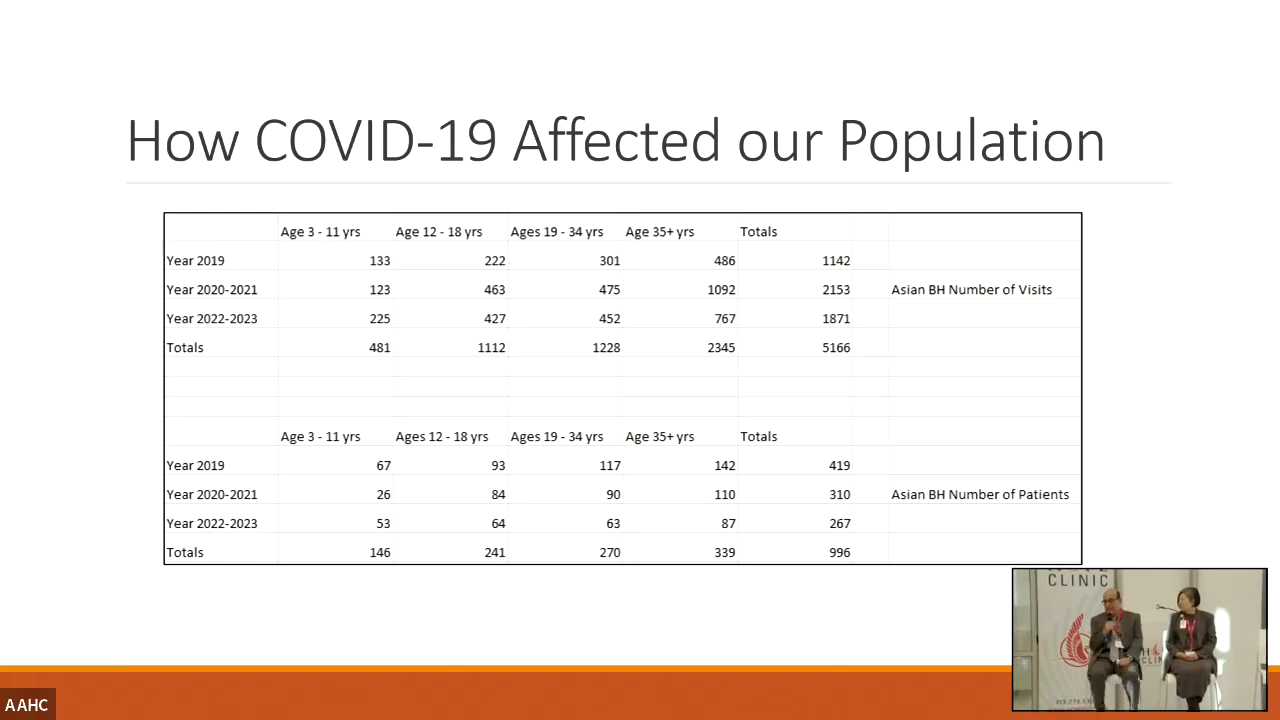 How COVID-19 Affected our Population
Age 3 - 11 yrs Age 12 - 18 yrs Ages 19 - 34 yrs Age 35+ yrs Totals
Year 2019 133 222 301 486 1142
Year 2020-2021 123 463 475 1092 2153 Asian BH Number of Visits
Year 2022-2023 225 427 452 767 1871
Totals 481 1112 1228 2345 5166
Age 3 - 11 yrs Ages 12 - 18 yrs Ages 19 - 34 yrs Age 35+ yrs Totals
Year 2019 67 93 117 142 419
Year 2020-2021 26 84 90 110 310 Asian BH Number of Patients
Year 2022-2023 53 64 63 87 267
Totals 146 241 270 339 996
CLINIC
AAHC